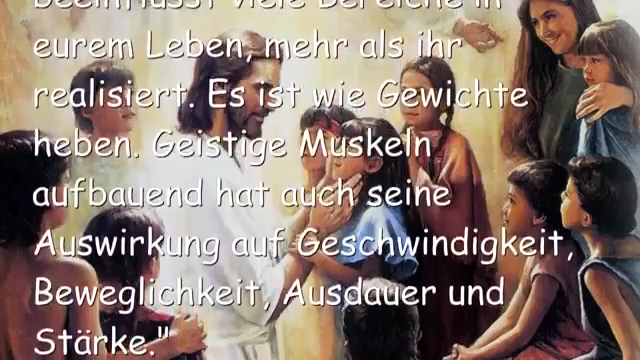 beeinflusst viele Bereiche in
eurem Leben, mehr als ihr
realisiert. Es ist wie Gewichte
heben. Geistige Muskeln
aufbauend hat auch seine
Auswirkung auf Geschwindigkeit,
Beweglichkeit, Ausdauer und
Stärke."